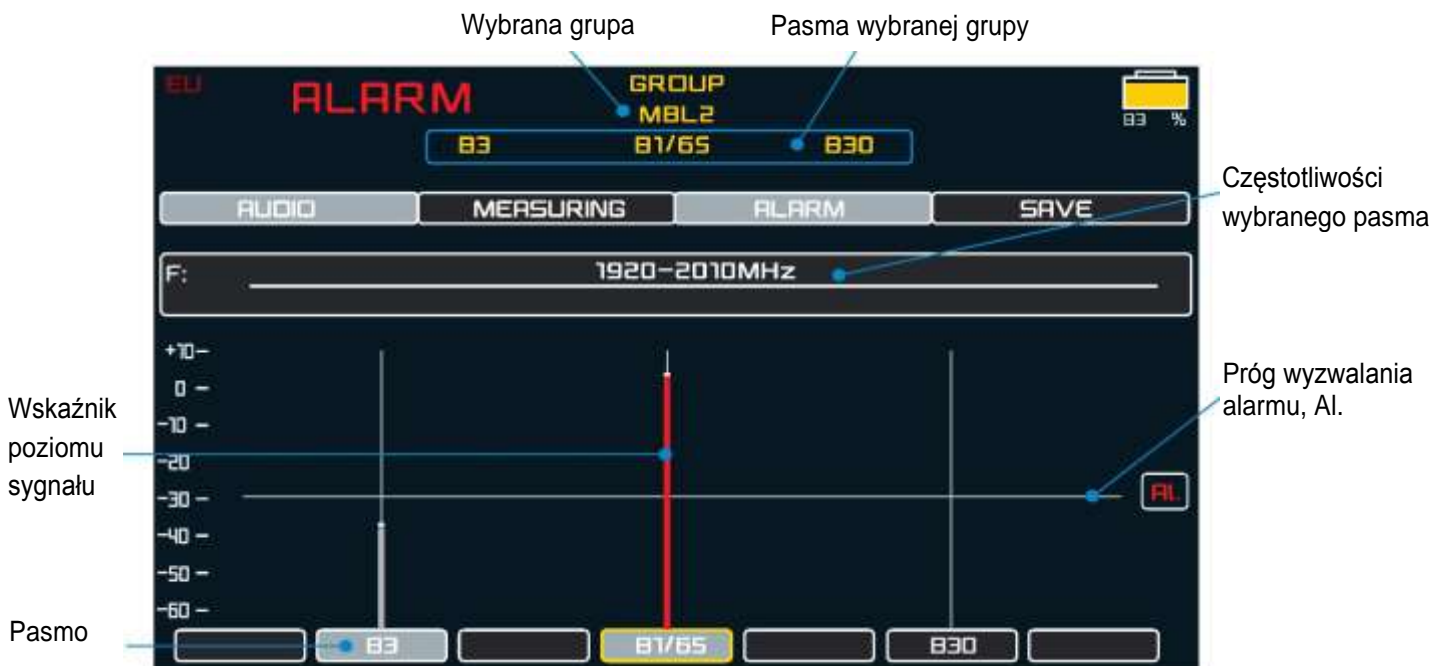 Wybrana grupa Pasma wybranej grupy
EU ALARM GROUP
MBL2
83 %
B3 B1/65 B30
AUDIO MEASURING ALARM SAVE
Częstotliwości
wybranego pasma
F: 1920-2010MHz
+10
0
-10
-20
-30
-40
-50
-60
Wskaźnik
poziomu
sygnału
Próg wyzwalania
alarmu, Al.
Al.
Pasmo
B3 B1/65 B30